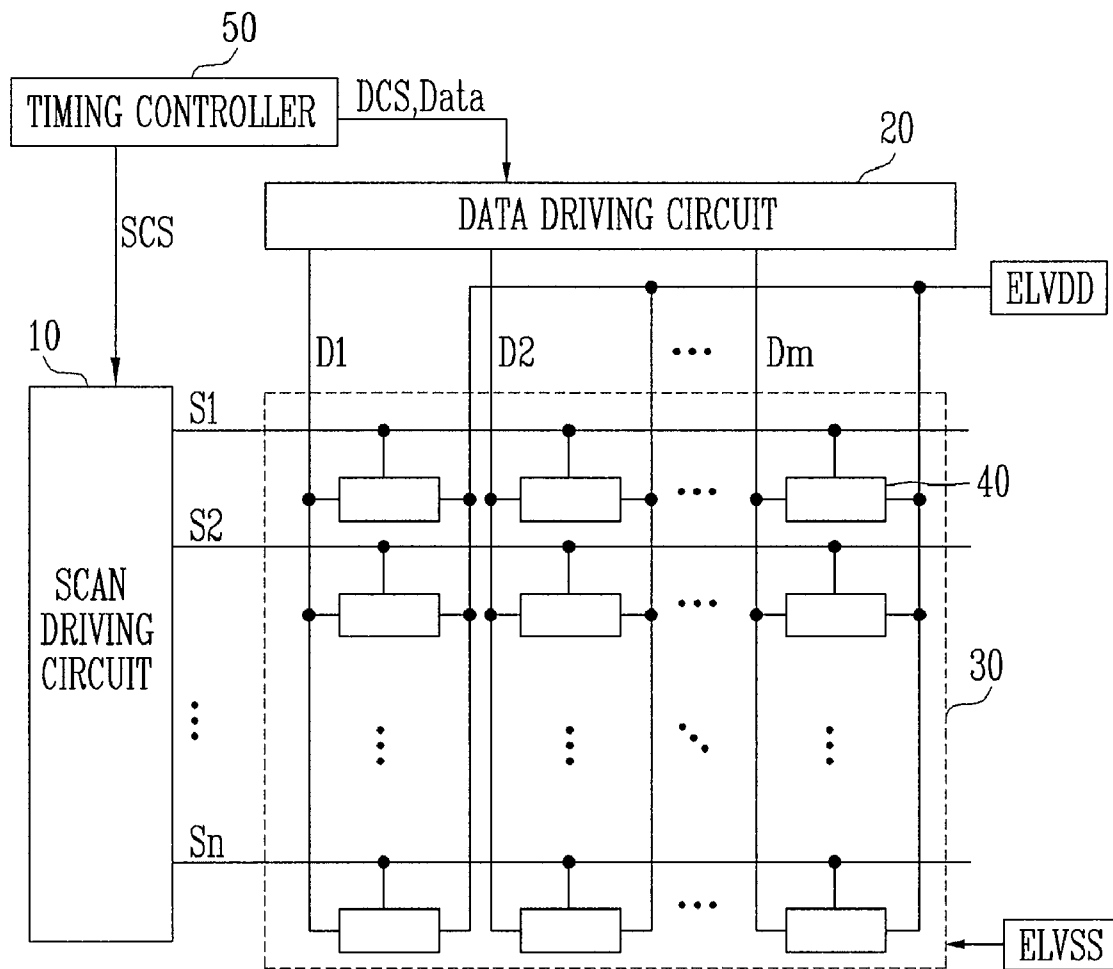 50
TIMING CONTROLLER
DCS,Data
20
DATA DRIVING CIRCUIT
SCS
ELVDD
10
D1
D2
Dm
S1
40
S2
SCAN
DRIVING
CIRCUIT
30
Sn
ELVSS